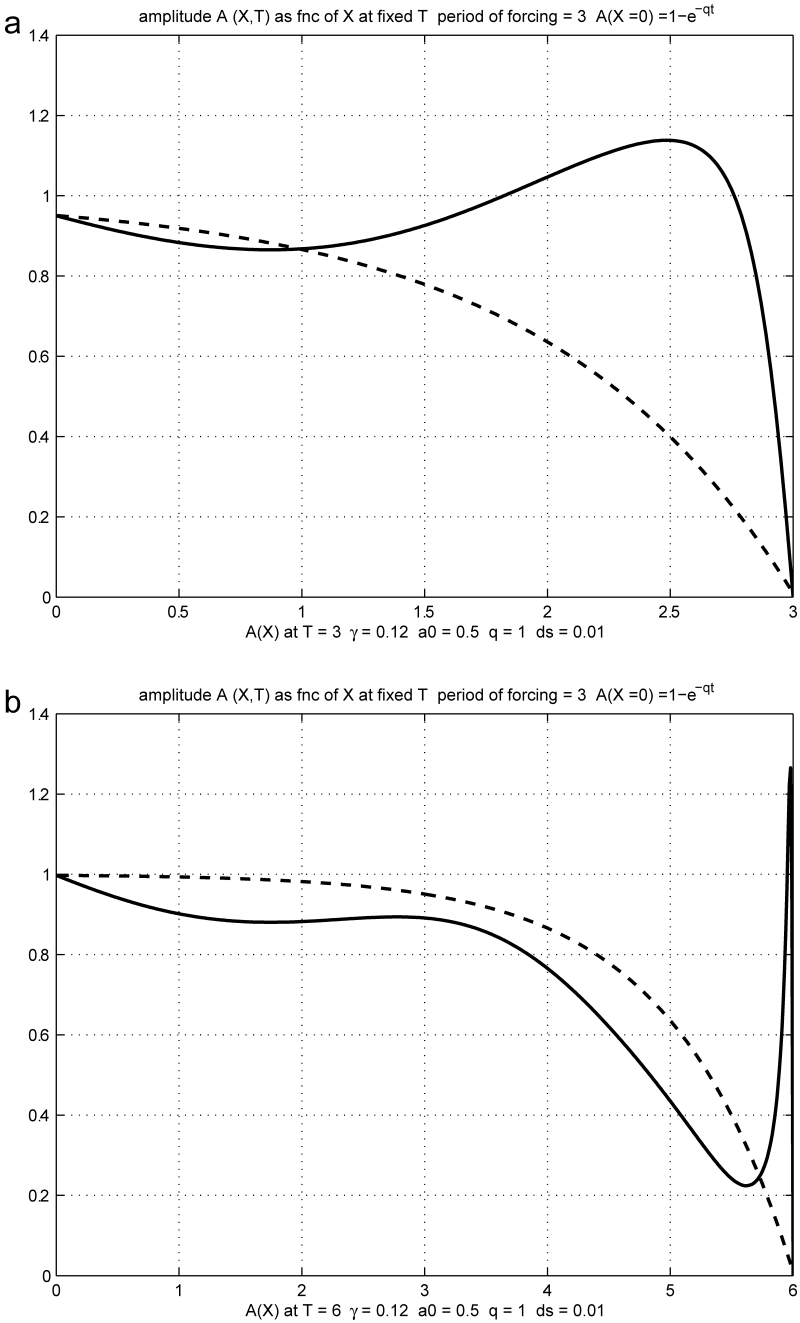 a
amplitude A (X,T) as fnc of X at fixed T period of forcing = 3 A(X =0) =1−e−qt
1.4
1.2
1
0.8
0.6
0.4
0.2
0
0 0.5 1 1.5 2 2.5 3
A(X) at T = 3 γ = 0.12 a0 = 0.5 q = 1 ds = 0.01
b
amplitude A (X,T) as fnc of X at fixed T period of forcing = 3 A(X =0) =1−e−qt
1.4
1.2
1
0.8
0.6
0.4
0.2
0
0 1 2 3 4 5 6
A(X) at T = 6 γ = 0.12 a0 = 0.5 q = 1 ds = 0.01